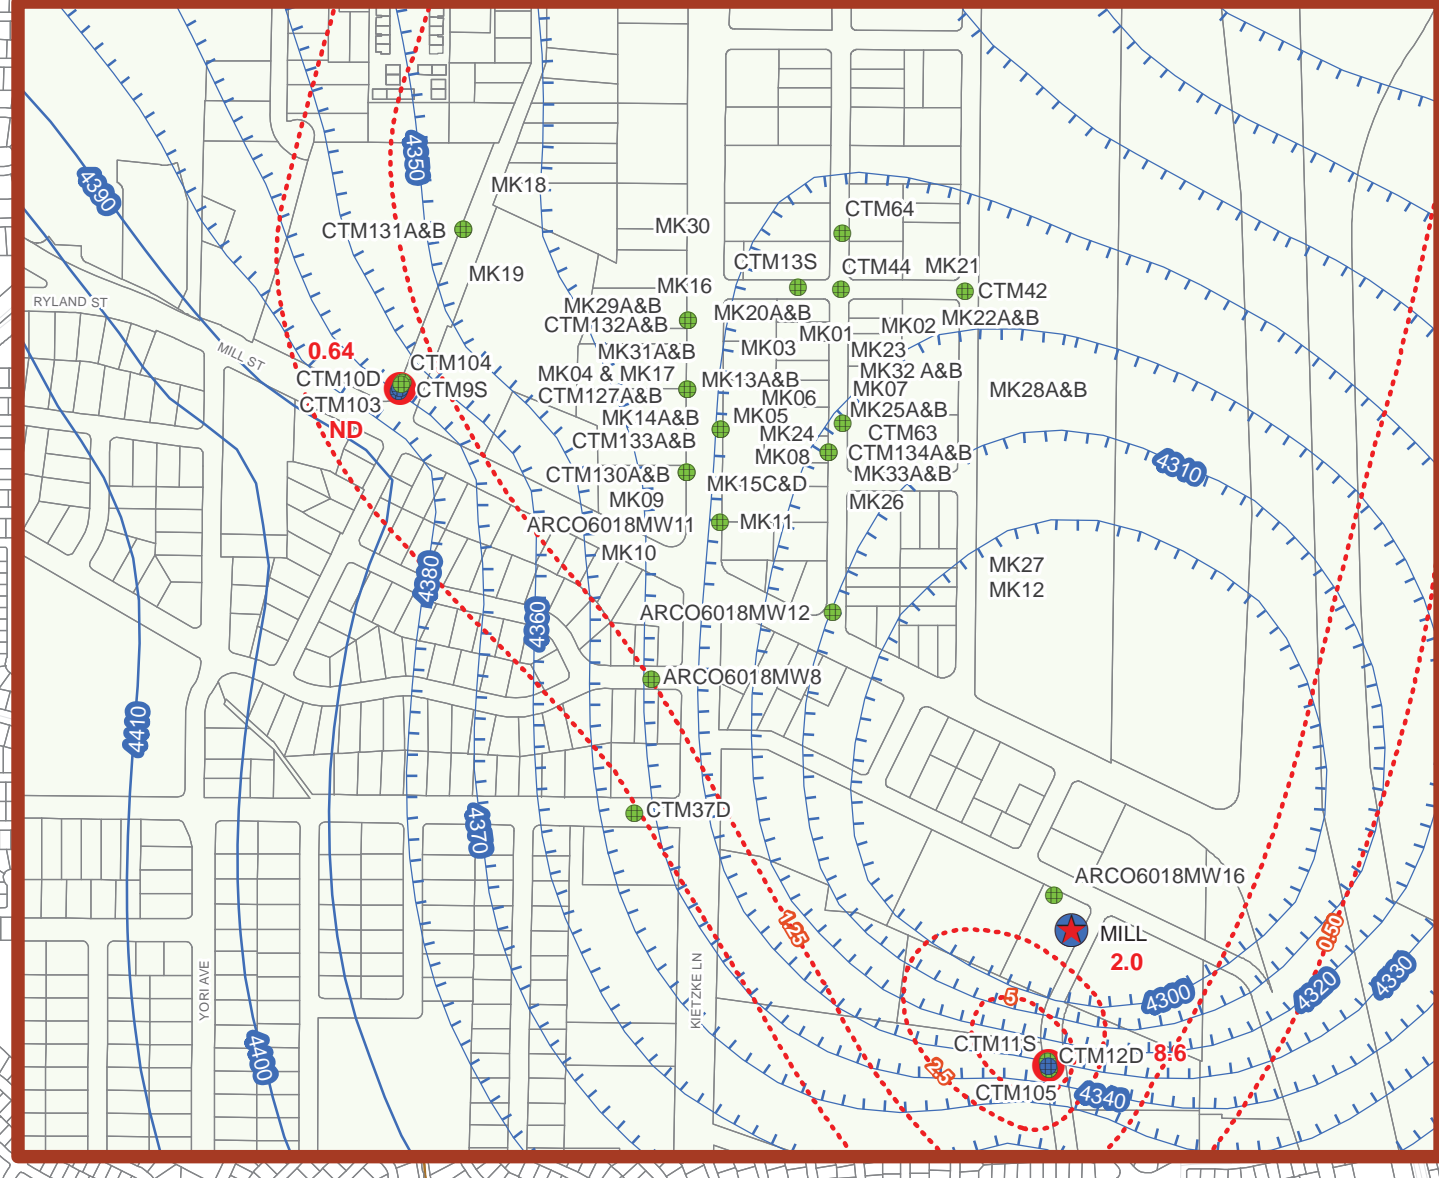 4350
4390
MK18
CTM64
CTM131A&B
MK30
CTM13S
CTM44
MK21
MK19
MK16
CTM42
RYLAND ST
MK29A&B
MK20A&B
MK22A&B
CTM132A&B
MK01
MK02
MILL ST
0.64
MK31A&B
MK03
MK23
CTM104
MK04 & MK17
MK32 A&B
CTM10D
CTM9S
CTM127A&B
MK13A&B
MK07
MK28A&B
CTM103
MK06
MK14A&B
MK05
MK25A&B
ND
CTM133A&B
MK24
CTM63
MK08
CTM134A&B
4310
CTM130A&B
MK15C&D
MK33A&B
MK09
MK26
ARCO6018MW11
MK11
MK10
MK27
4380
MK12
4360
ARCO6018MW12
ARCO6018MW8
4410
CTM37D
4370
ARCO6018MW16
1.25
MILL
0.50
2.0
YORI AVE
KIETZKE LN
5
4300
4320
4330
CTM11S
CTM12D
8.6
4400
2.5
CTM105
4340